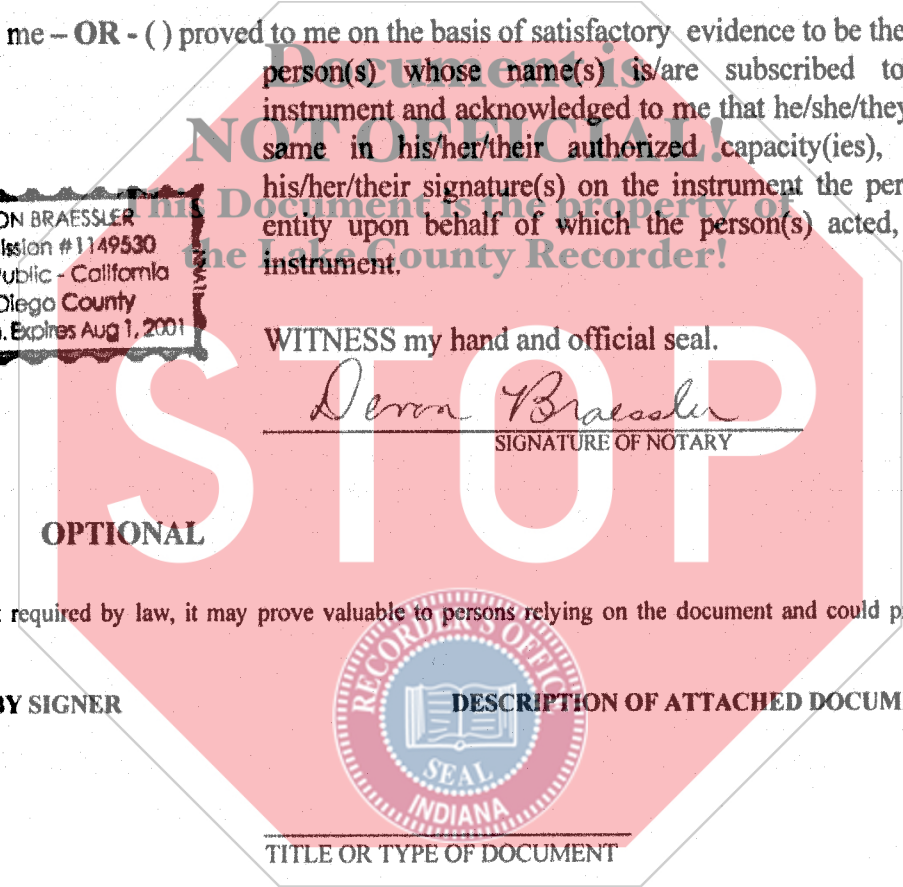 me – OR - ( ) proved to me on the basis of satisfactory evidence to be the
person(s) whose name(s) is/are subscribed to
instrument and acknowledged to me that he/she/they
same in his/her/their authorized capacity(ies),
his/her/their signature(s) on the instrument the per
entity upon behalf of which the person(s) acted,
instrument.
Document is
NOT OFFICIAL!
This Document is the property of
the Lake County Recorder!
ON BRAESSLER
ission #1149530
Public - California
Diego County
. Expires Aug 1, 2001
WITNESS my hand and official seal.
Devon Braessler
SIGNATURE OF NOTARY
STOP
OPTIONAL
required by law, it may prove valuable to persons relying on the document and could p
BY SIGNER
DESCRIPTION OF ATTACHED DOCUM
RECORDER'S OFFICE
SEAL
INDIANA
TITLE OR TYPE OF DOCUMENT